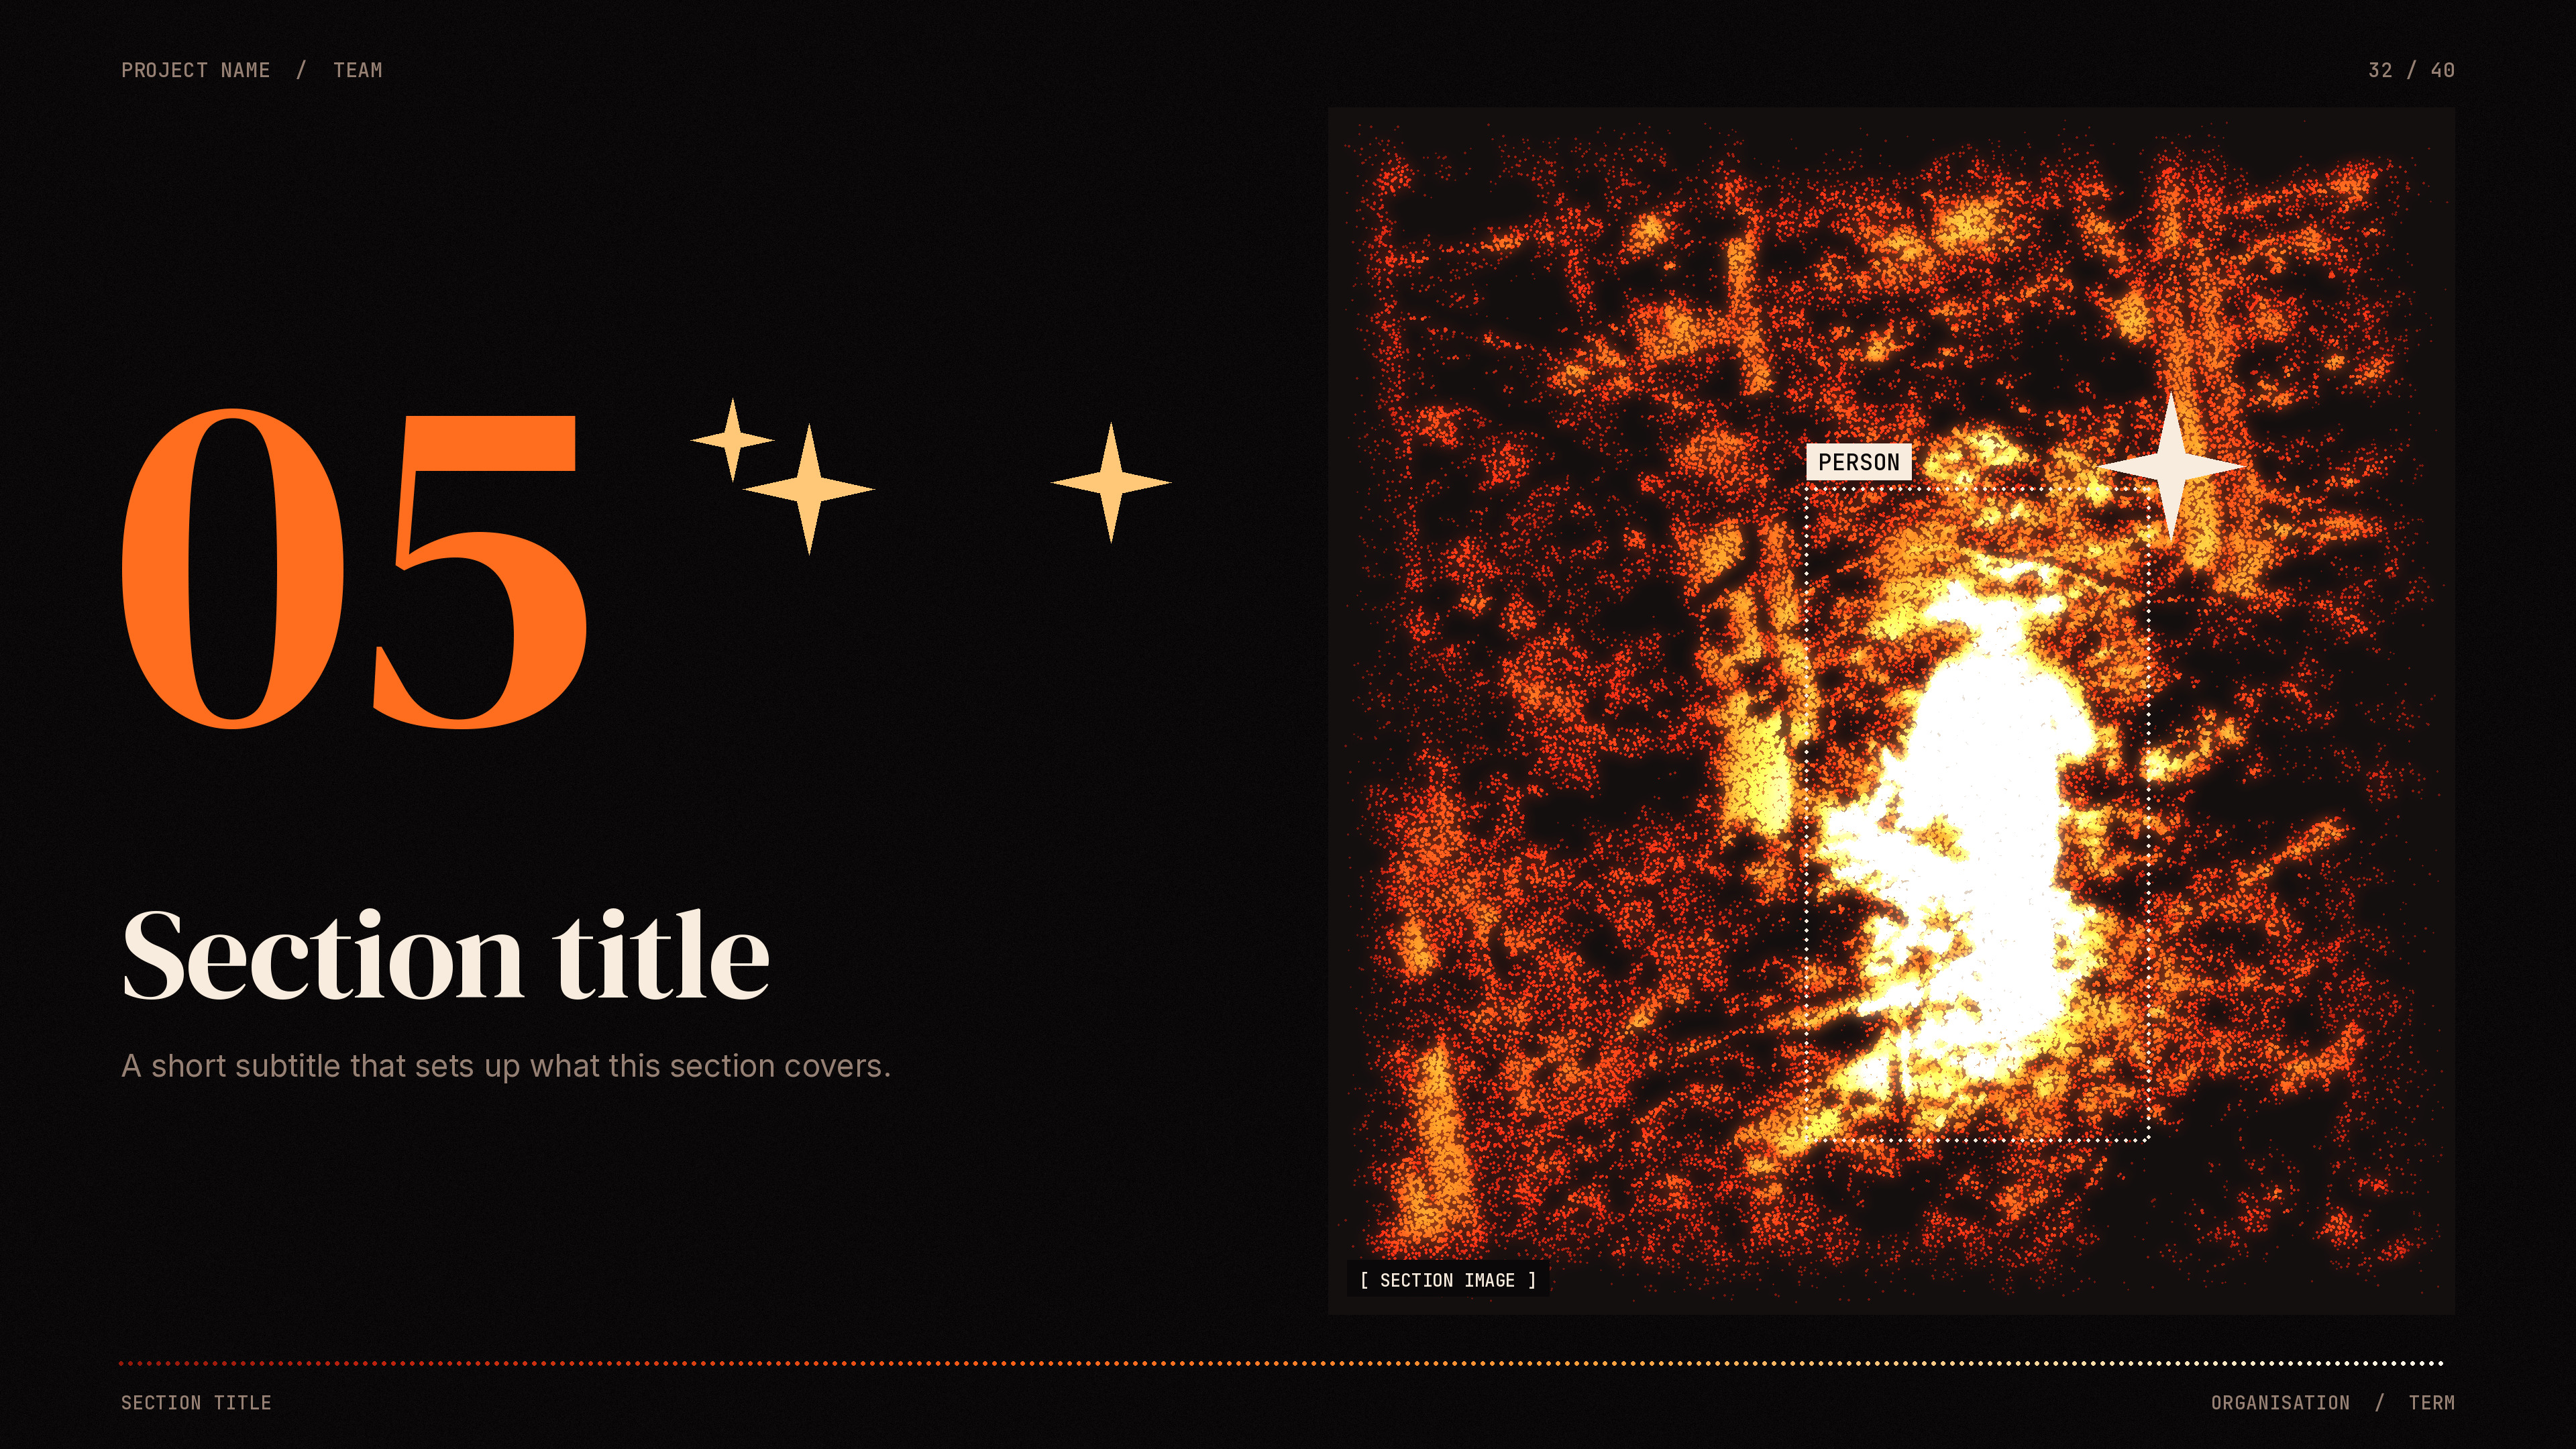 PROJECT NAME / TEAM
32 / 40
05
PERSON
Section title
A short subtitle that sets up what this section covers.
[ SECTION IMAGE ]
SECTION TITLE
ORGANISATION / TERM